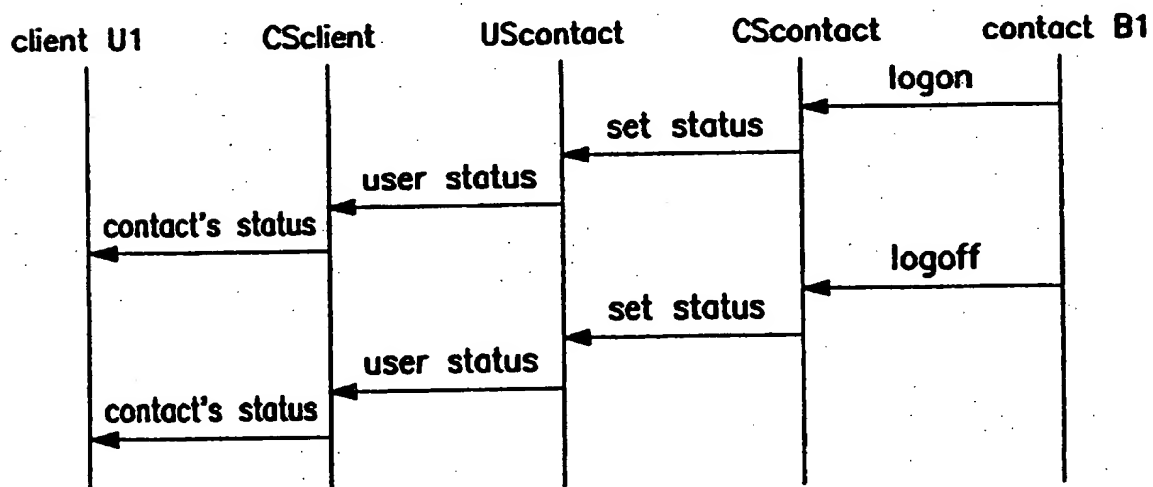 client U1 CSclient UScontact CScontact contact B1
logon
set status
user status
contact's status
logoff
set status
user status
contact's status